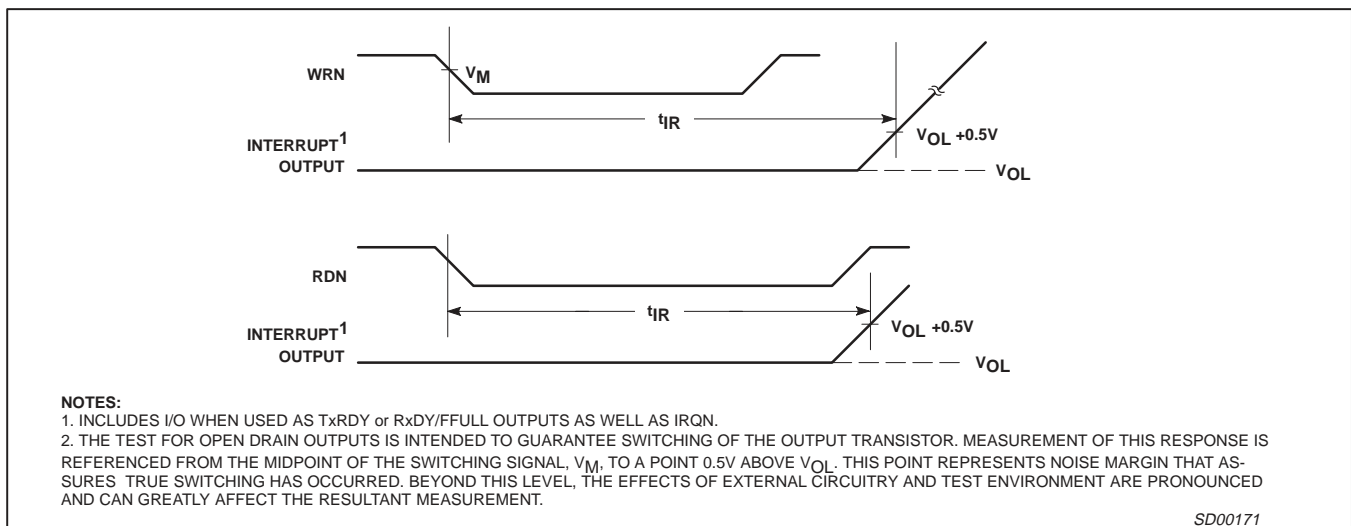 WRN
VM
tIR
VOL +0.5V
INTERRUPT1
OUTPUT
VOL
RDN
tIR
VOL +0.5V
INTERRUPT1
OUTPUT
VOL
NOTES:
1. INCLUDES I/O WHEN USED AS TxRDY or RxDY/FFULL OUTPUTS AS WELL AS IRQN.
2. THE TEST FOR OPEN DRAIN OUTPUTS IS INTENDED TO GUARANTEE SWITCHING OF THE OUTPUT TRANSISTOR. MEASUREMENT OF THIS RESPONSE IS
REFERENCED FROM THE MIDPOINT OF THE SWITCHING SIGNAL, VM, TO A POINT 0.5V ABOVE VOL. THIS POINT REPRESENTS NOISE MARGIN THAT AS-
SURES TRUE SWITCHING HAS OCCURRED. BEYOND THIS LEVEL, THE EFFECTS OF EXTERNAL CIRCUITRY AND TEST ENVIRONMENT ARE PRONOUNCED
AND CAN GREATLY AFFECT THE RESULTANT MEASUREMENT.
SD00171